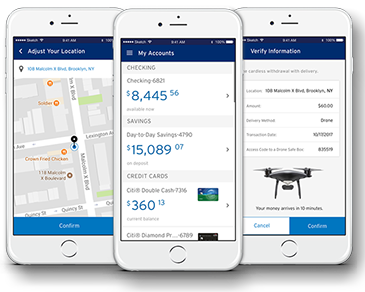 Sketch
9:41 AM
Adjust Your Location
108 Malcolm X Blvd, Brooklyn, NY
Soldier
Lexington Ave
Malcolm X Blvd
Crown Fried Chicken
118 Malcolm
X Boulevard
Quincy St
Quincy St
Confirm
Sketch
9:41 AM
My Accounts
CHECKING
Checking-6821
$8,445 56
available now
SAVINGS
Day-to-Day Savings-4790
$15,089 07
on deposit
CREDIT CARDS
Citi® Double Cash-7316
$360 13
current balance
Citi® Diamond Pr...-6789
9:41 AM
Verify Information
cardless withdrawal with delivery.
Location
108 Malcolm X Blvd, Brooklyn, NY
Amount
$60.00
Delivery Method
Drone
Transaction Date:
10/17/2017
Access Code to a Drone Safe Box
835519
Your money arrives in 10 minutes.
Cancel
Confirm